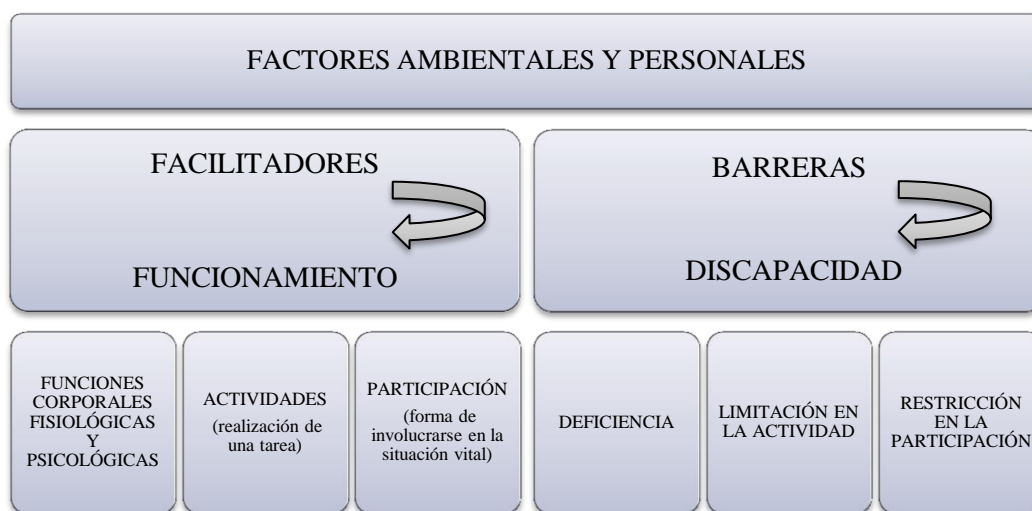 FACTORES AMBIENTALES Y PERSONALES
FACILITADORES
FUNCIONAMIENTO
BARRERAS
DISCAPACIDAD
FUNCIONES
CORPORALES
FISIOLÓGICAS
Y
PSICOLÓGICAS
ACTIVIDADES
(realización de
una tarea)
PARTICIPACIÓN
(forma de
involucrarse en la
situación vital)
DEFICIENCIA
LIMITACIÓN EN
LA ACTIVIDAD
RESTRICCIÓN
EN LA
PARTICIPACIÓN